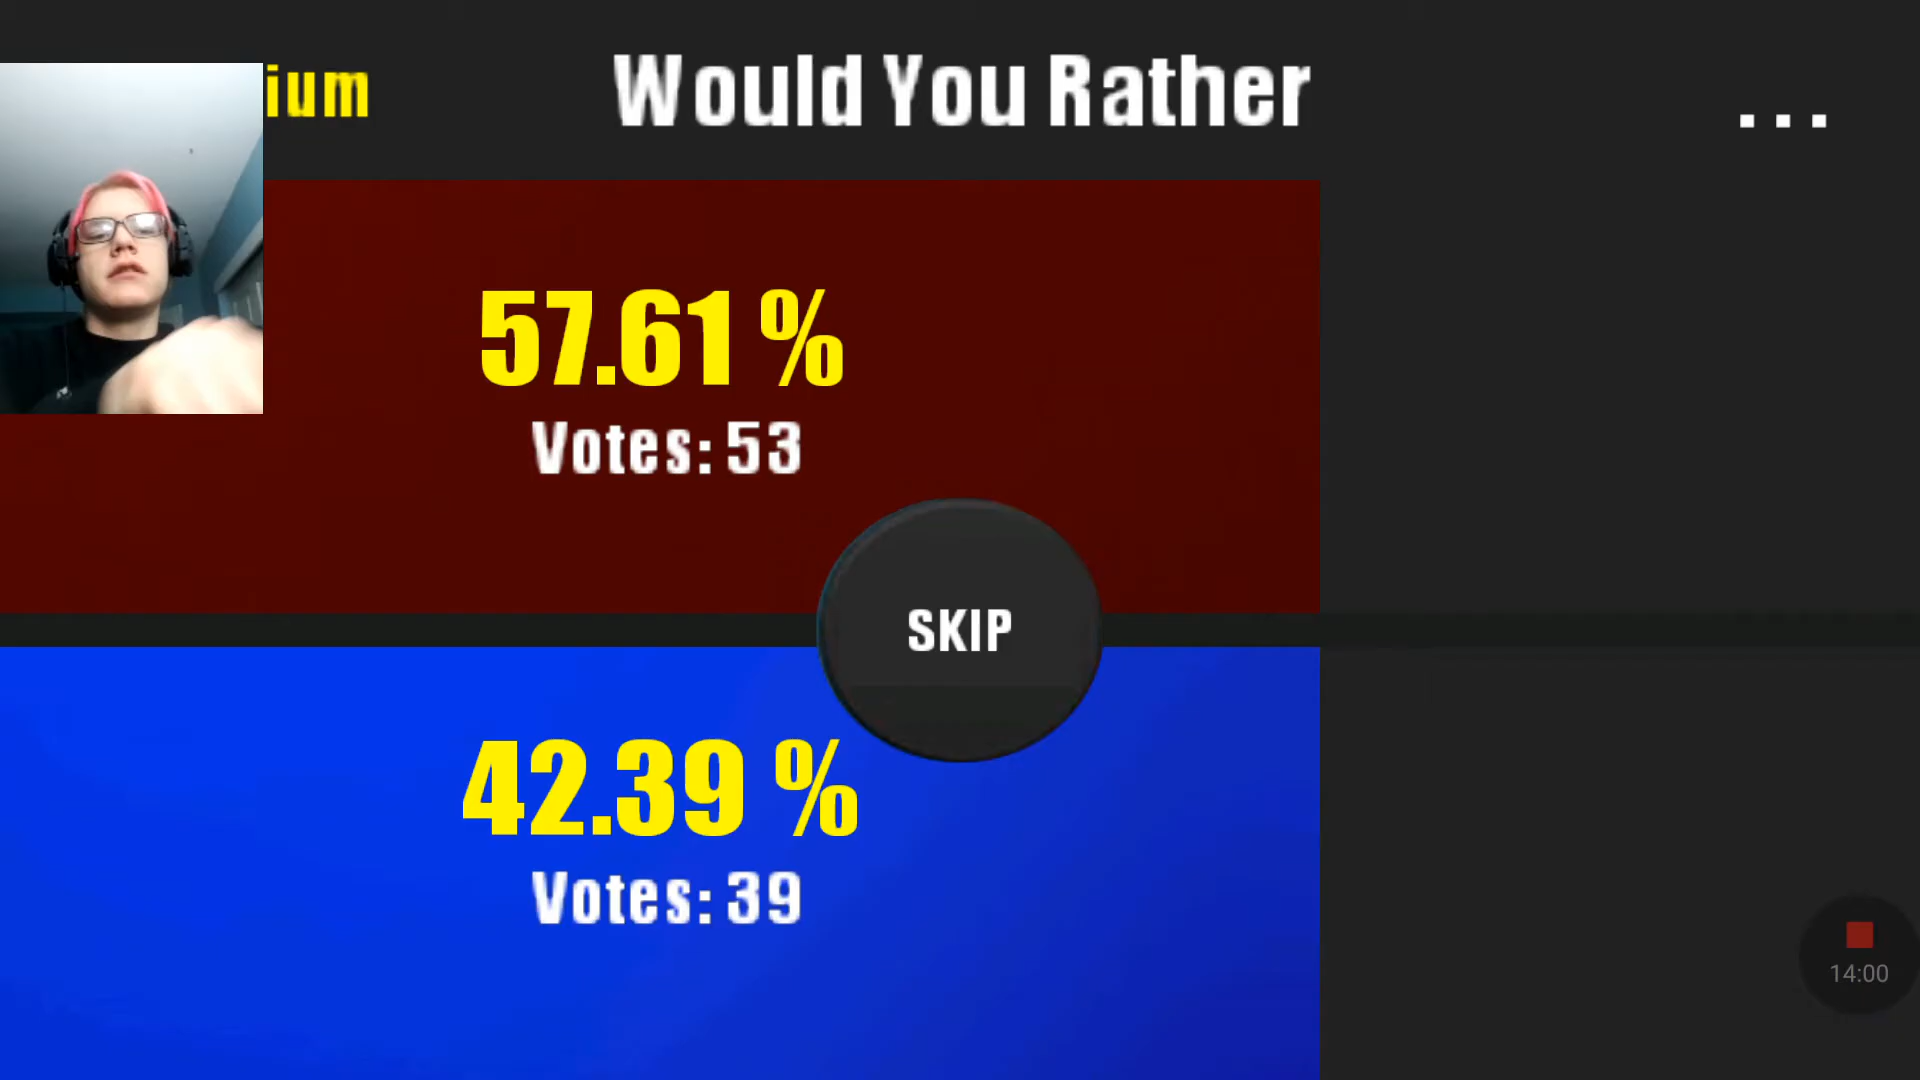 ium
Would You Rather
...
57.61 %
Votes: 53
SKIP
42.39 %
Votes: 39
14:00